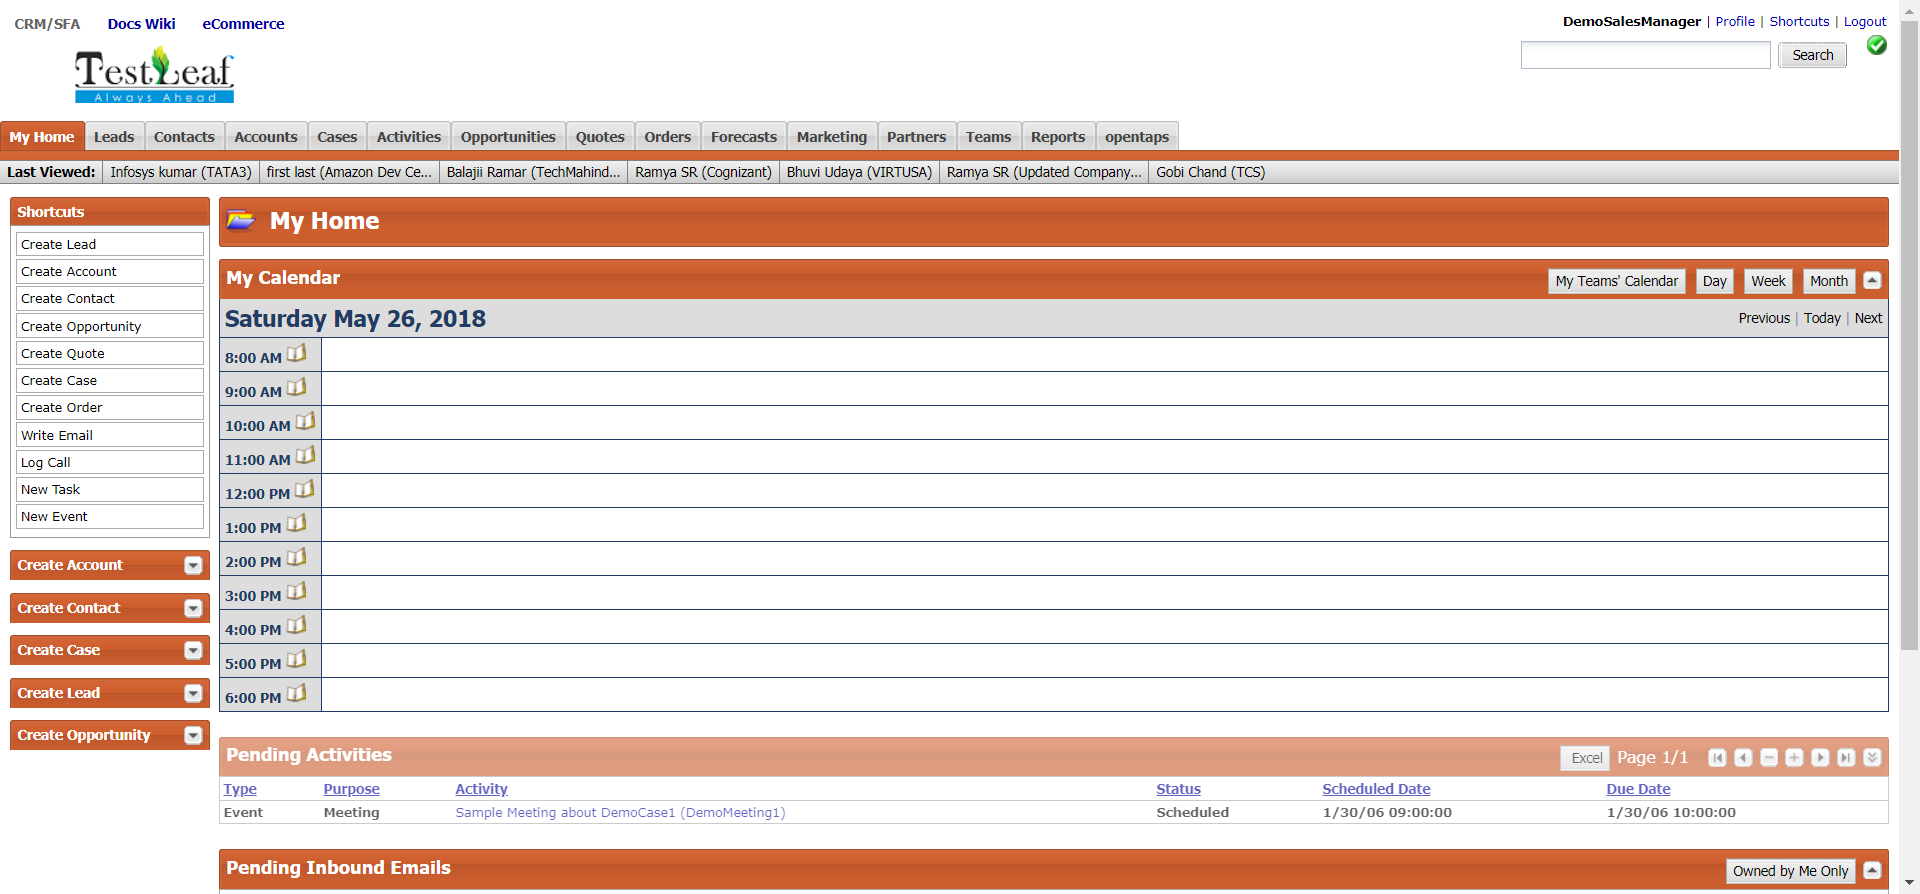 CRM/SFA Docs Wiki eCommerce
DemoSalesManager | Profile | Shortcuts | Logout
Search
TestLeaf
Always Ahead
My Home Leads Contacts Accounts Cases Activities Opportunities Quotes Orders Forecasts Marketing Partners Teams Reports opentaps
Last Viewed: Infosys kumar (TATA3) first last (Amazon Dev Ce... Balajii Ramar (TechMahind... Ramya SR (Cognizant) Bhuvi Udaya (VIRTUSA) Ramya SR (Updated Company... Gobi Chand (TCS)
Shortcuts
Create Lead
Create Account
Create Contact
Create Opportunity
Create Quote
Create Case
Create Order
Write Email
Log Call
New Task
New Event
Create Account
Create Contact
Create Case
Create Lead
Create Opportunity
My Home
My Calendar My Teams' Calendar Day Week Month
Saturday May 26, 2018 Previous | Today | Next
8:00 AM
9:00 AM
10:00 AM
11:00 AM
12:00 PM
1:00 PM
2:00 PM
3:00 PM
4:00 PM
5:00 PM
6:00 PM
Pending Activities Excel Page 1/1
Type Purpose Activity Status Scheduled Date Due Date
Event Meeting Sample Meeting about DemoCase1 (DemoMeeting1) Scheduled 1/30/06 09:00:00 1/30/06 10:00:00
Pending Inbound Emails Owned by Me Only